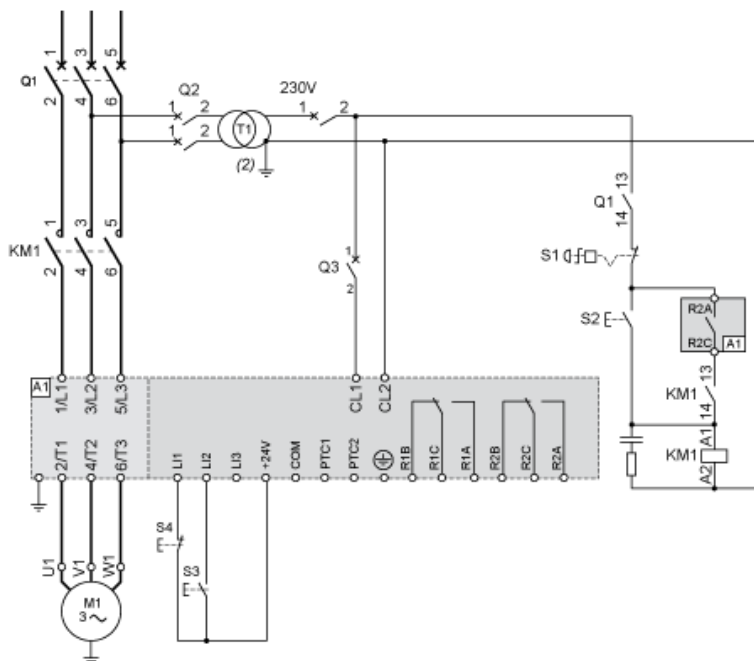 1 3 5
Q1
2 4 6
Q2 230V
1 2 1 2
T1
1 2
(2)
13
Q1
14
1 3 5
KM1
2 4 6
1
Q3
2
S1
S2
R2A
R2C A1
13
KM1
14
A1
KM1
A2
A1
1/L1 3/L2 5/L3 CL1 CL2
2/T1 4/T2 6/T3 LI1 LI2 LI3 +24V COM PTC1 PTC2 R1B R1C R1A R2B R2C R2A
S4
S3
U1 V1 W1
M1
3